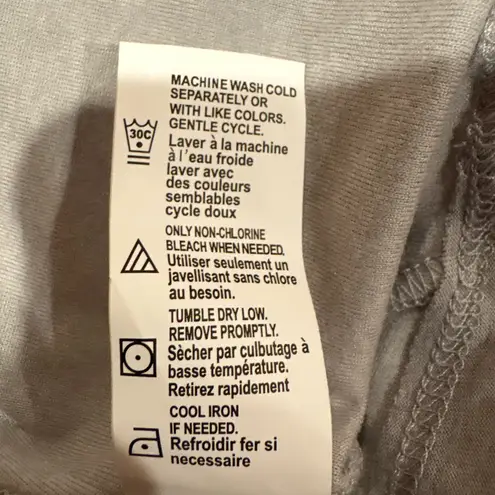 MACHINE WASH COLD
SEPARATELY OR
WITH LIKE COLORS.
GENTLE CYCLE.
30C
Laver à la machine
à l'eau froide
laver avec
des couleurs
semblables
cycle doux
ONLY NON-CHLORINE
BLEACH WHEN NEEDED.
Utiliser seulement un
javellisant sans chlore
au besoin.
TUMBLE DRY LOW.
REMOVE PROMPTLY.
Sècher par culbutage à
basse température.
Retirez rapidement
COOL IRON
IF NEEDED.
Refroidir fer si
necessaire